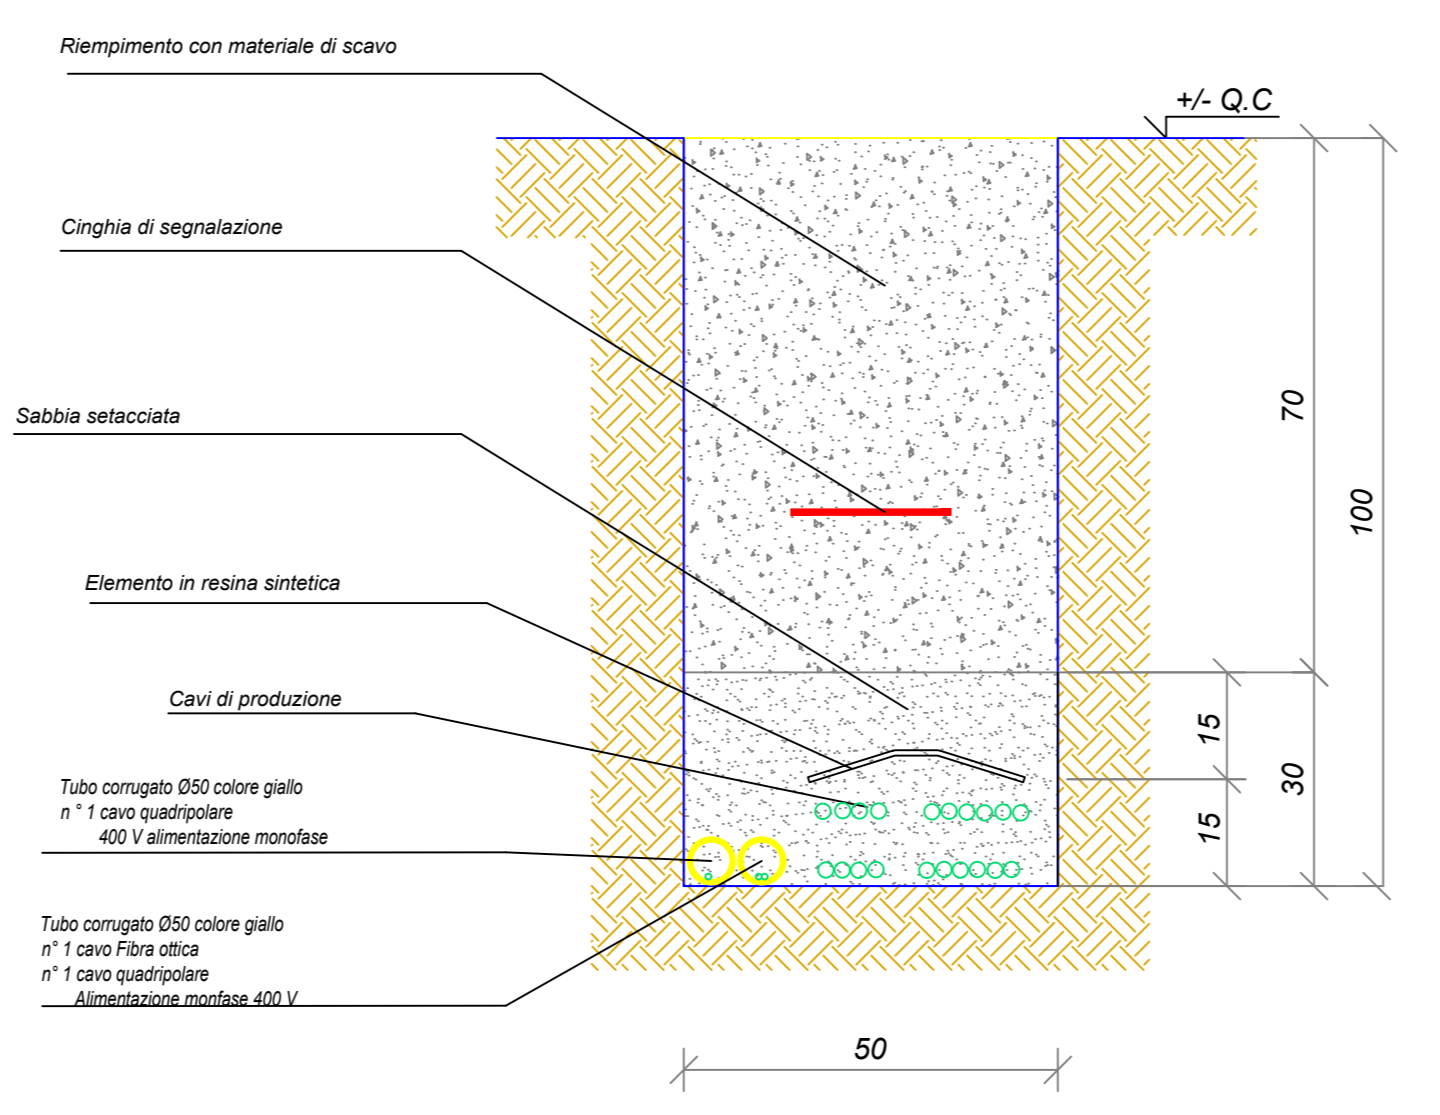 Riempimento con materiale di scavo
+/- Q.C
Cinghia di segnalazione
Sabbia setacciata
70
100
Elemento in resina sintetica
Cavi di produzione
15
30
15
Tubo corrugato Ø50 colore giallo
n ° 1 cavo quadripolare
400 V alimentazione monofase
Tubo corrugato Ø50 colore giallo
n° 1 cavo Fibra ottica
n° 1 cavo quadripolare
Alimentazione monfase 400 V
50